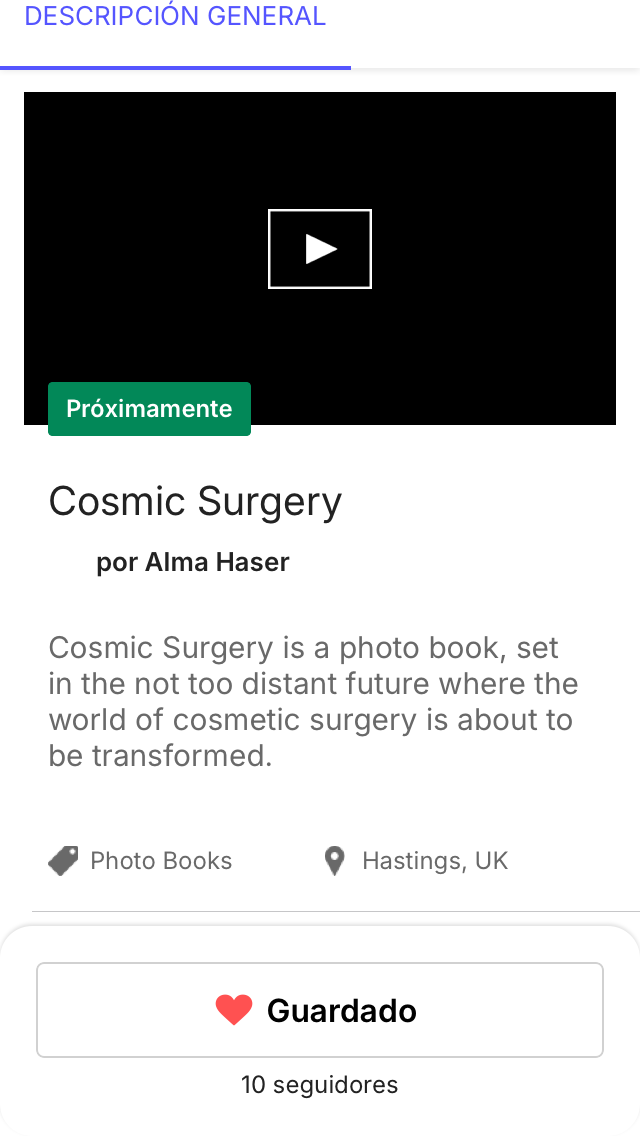 DESCRIPCIÓN GENERAL
Próximamente
Cosmic Surgery
por Alma Haser
Cosmic Surgery is a photo book, set
in the not too distant future where the
world of cosmetic surgery is about to
be transformed.
Photo Books
Hastings, UK
Guardado
10 seguidores